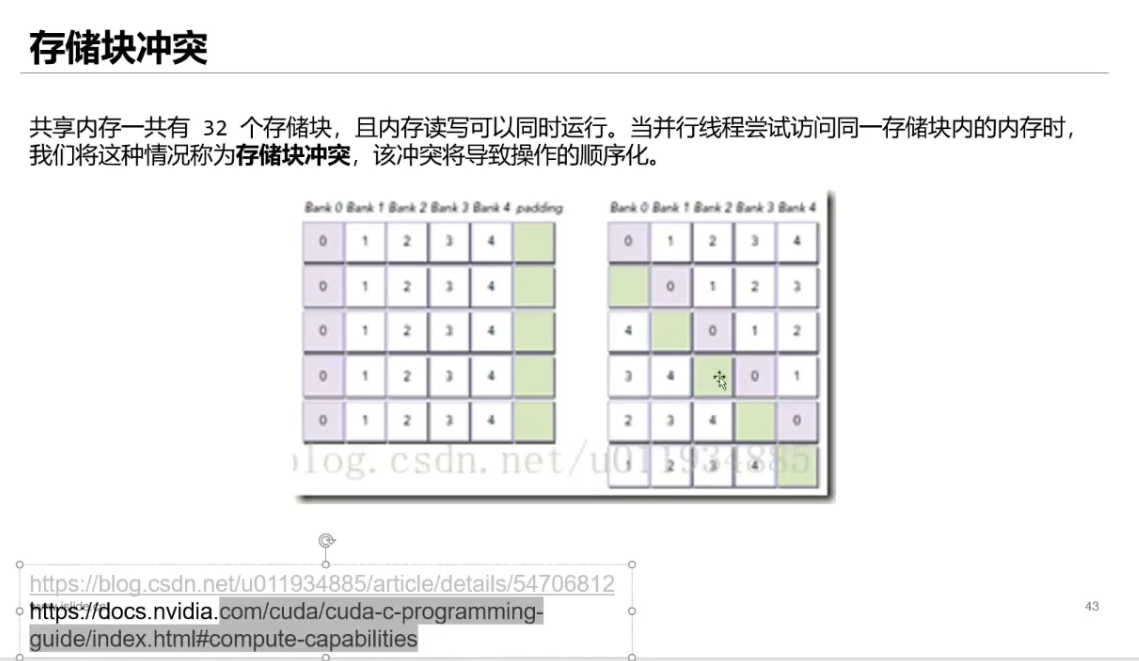 存储块冲突
共享内存一共有 32 个存储块，且内存读写可以同时运行。当并行线程尝试访问同一存储块内的内存时，
我们将这种情况称为存储块冲突，该冲突将导致操作的顺序化。
Bank 0 Bank 1 Bank 2 Bank 3 Bank 4 padding
0 1 2 3 4
0 1 2 3 4
0 1 2 3 4
0 1 2 3 4
0 1 2 3 4
Bank 0 Bank 1 Bank 2 Bank 3 Bank 4
0 1 2 3 4
0 1 2 3
4 0 1 2
3 4 0 1
2 3 4 0
1 2 3 4
blog.csdn.net/u011934885
https://blog.csdn.net/u011934885/article/details/54706812
https://docs.nvidia.com/cuda/cuda-c-programming-
guide/index.html#compute-capabilities
43